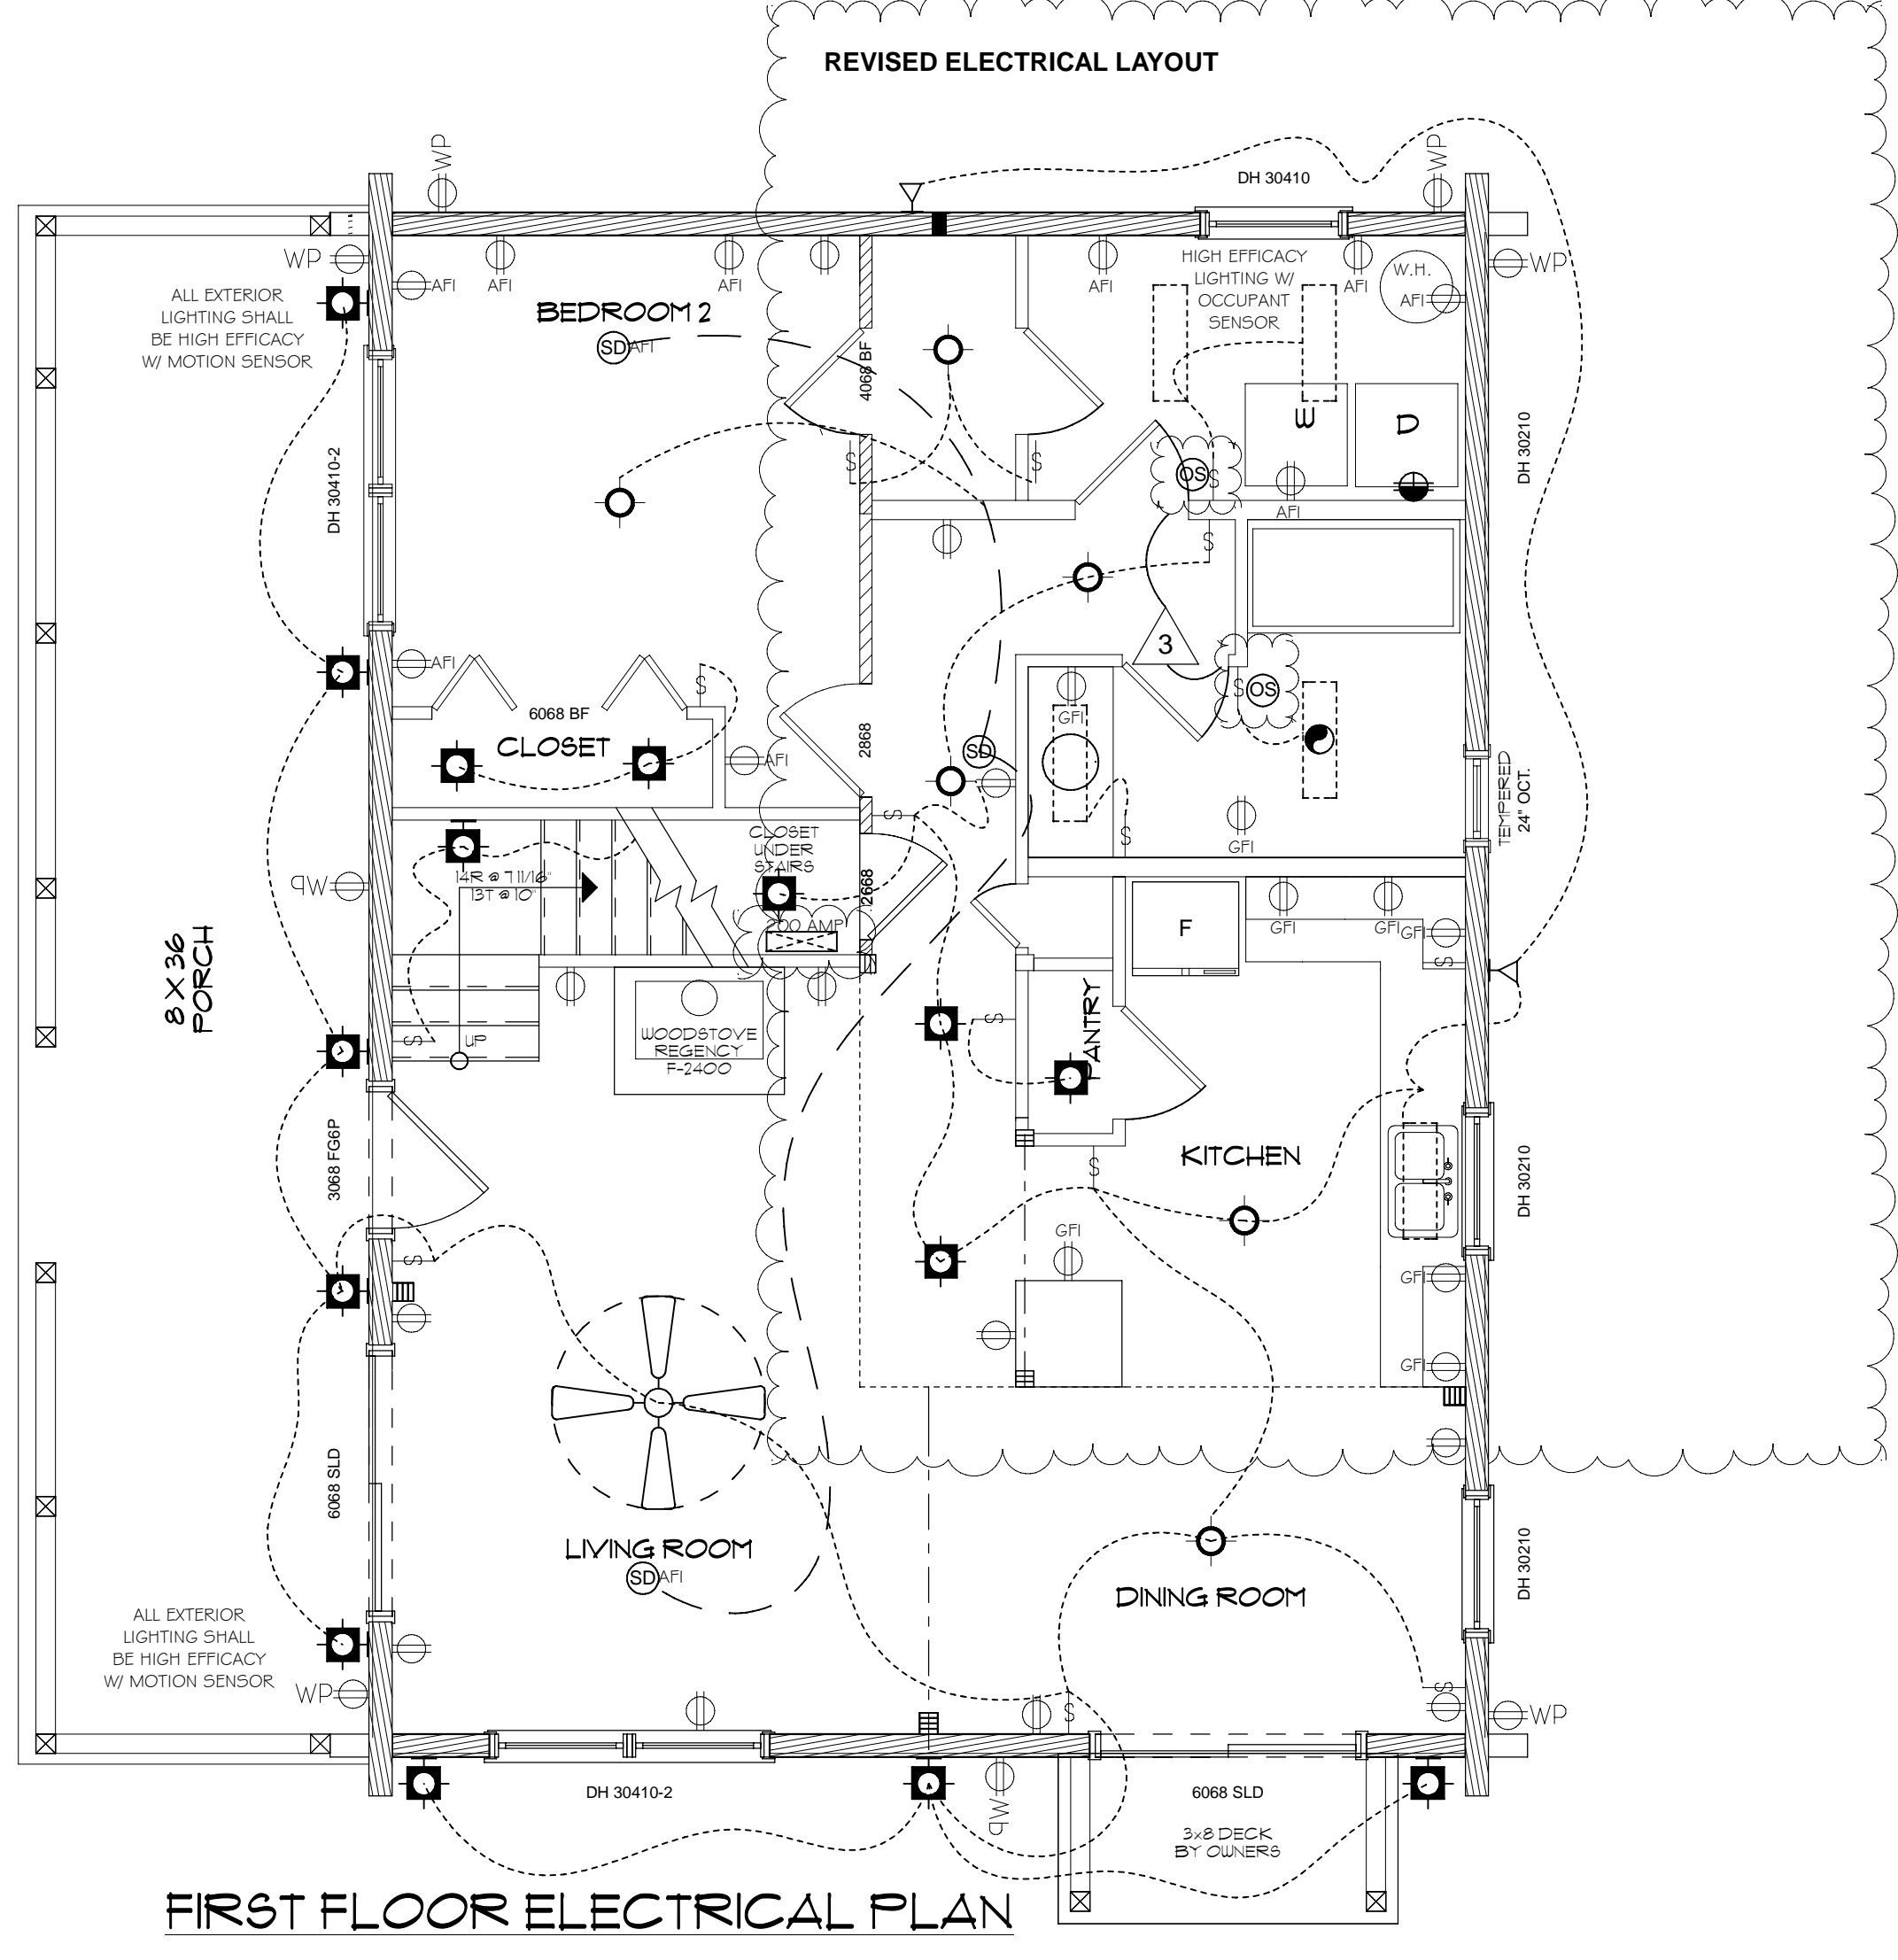 REVISED ELECTRICAL LAYOUT
WP
WP
DH 30410
WP
AFI
AFI
AFI
AFI
HIGH EFFICACY
LIGHTING W/
OCCUPANT
SENSOR
AFI
W.H.
AFI
WP
ALL EXTERIOR
LIGHTING SHALL
BE HIGH EFFICACY
W/ MOTION SENSOR
BEDROOM 2
SD AFI
4068 BF
W
D
DH 30410-2
S
S
OS S
AFI
DH 30210
S
3
AFI
S
6068 BF
CLOSET
AFI
2868
SD
GFI
S OS
GFI
TEMPERED
24" OCT.
S
S
CLOSET
UNDER
STAIRS
14R @ 7 11/16"
13T @ 10"
2668
200 AMP
WP
F
GFI
GFI
GFI
S
8 X 36
PORCH
WOODSTOVE
REGENCY
F-2400
UP
S
S
PANTRY
3068 FG6P
KITCHEN
S
DH 30210
GFI
S
GFI
GFI
6068 SLD
LIVING ROOM
SD AFI
DINING ROOM
DH 30210
ALL EXTERIOR
LIGHTING SHALL
BE HIGH EFFICACY
W/ MOTION SENSOR
WP
S
S
WP
DH 30410-2
WP
6068 SLD
3x8 DECK
BY OWNERS
FIRST FLOOR ELECTRICAL PLAN